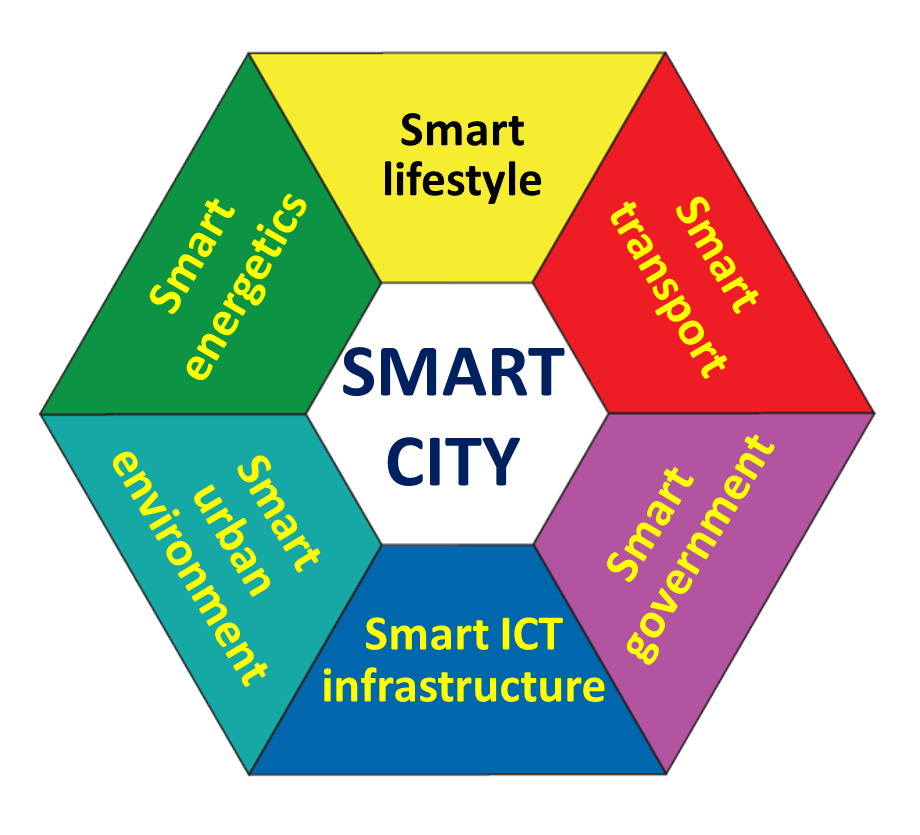 Smart
lifestyle
Smart
transport
Smart
government
Smart ICT
infrastructure
Smart
urban
environment
Smart
energetics
SMART
CITY